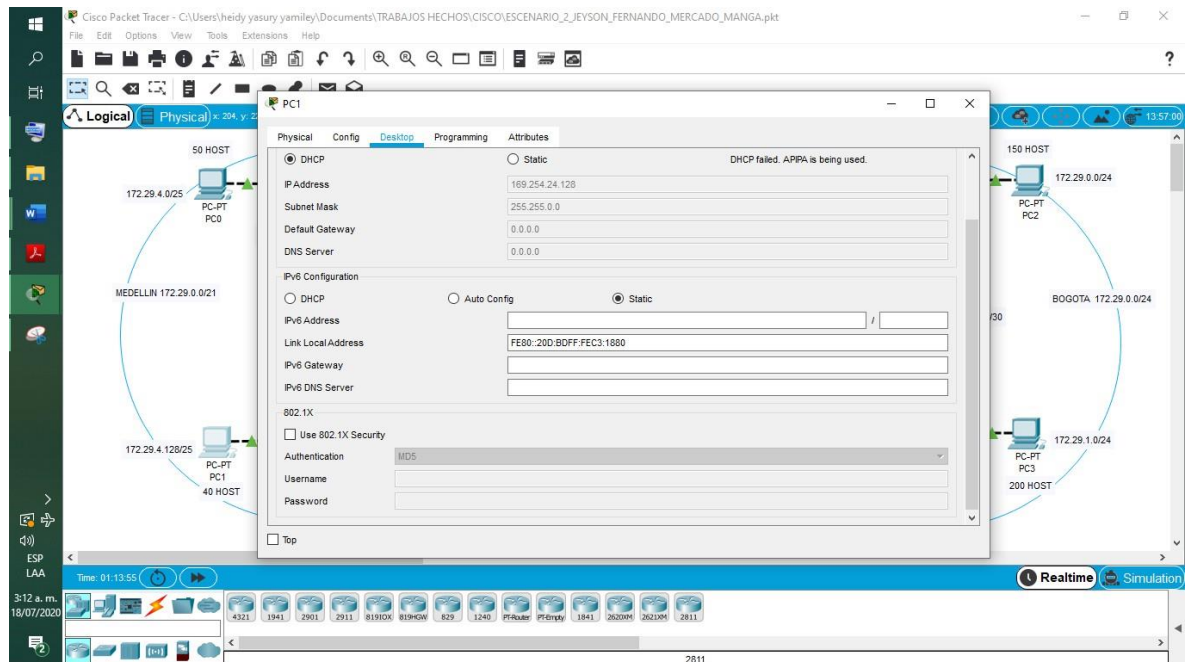 Cisco Packet Tracer - C:\Users\heidy yasury yamiley\Documents\TRABAJOS HECHOS\CISCO\ESCENARIO_2_JEYSON_FERNANDO_MERCADO_MANGA.pkt
File Edit Options View Tools Extensions Help
?
Logical
Physical x: 204, y:
13:57:00
PC1
Physical Config Desktop Programming Attributes
DHCP Static DHCP failed. APIPA is being used.
IP Address 169.254.24.128
Subnet Mask 255.255.0.0
Default Gateway 0.0.0.0
DNS Server 0.0.0.0
IPv6 Configuration
DHCP Auto Config Static
IPv6 Address /
Link Local Address FE80::20D:BDFF:FEC3:1880
IPv6 Gateway
IPv6 DNS Server
802.1X
Use 802.1X Security
Authentication MD5
Username
Password
Top
50 HOST
172.29.4.0/25
PC-PT
PC0
MEDELLIN 172.29.0.0/21
172.29.4.128/25
PC-PT
PC1
40 HOST
150 HOST
172.29.0.0/24
PC-PT
PC2
BOGOTA 172.29.0.0/24
/30
172.29.1.0/24
PC-PT
PC3
200 HOST
Time: 01:13:55
Realtime
Simulation
4321 1941 2901 2911 819IOX 819HGW 829 1240 PT-Router PT-Empty 1841 2620XM 2621XM 2811
2811
ESP
LAA
3:12 a. m.
18/07/2020
2